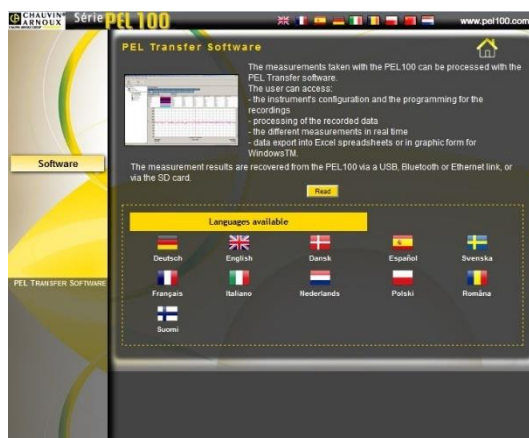 CHAUVIN ARNOUX
Série PEL 100
www.pel100.com
PEL Transfer Software
The measurements taken with the PEL100 can be processed with the
PEL Transfer software.
The user can access:
- the instrument's configuration and the programming for the
recordings
- processing of the recorded data
- the different measurements in real time
- data export into Excel spreadsheets or in graphic form for
WindowsTM.
The measurement results are recovered from the PEL100 via a USB, Bluetooth or Ethernet link, or
via the SD card.
Read
Software
PEL TRANSFER SOFTWARE
Languages available
Deutsch English Dansk Español Svenska
Français Italiano Nederlands Polski Româna
Suomi